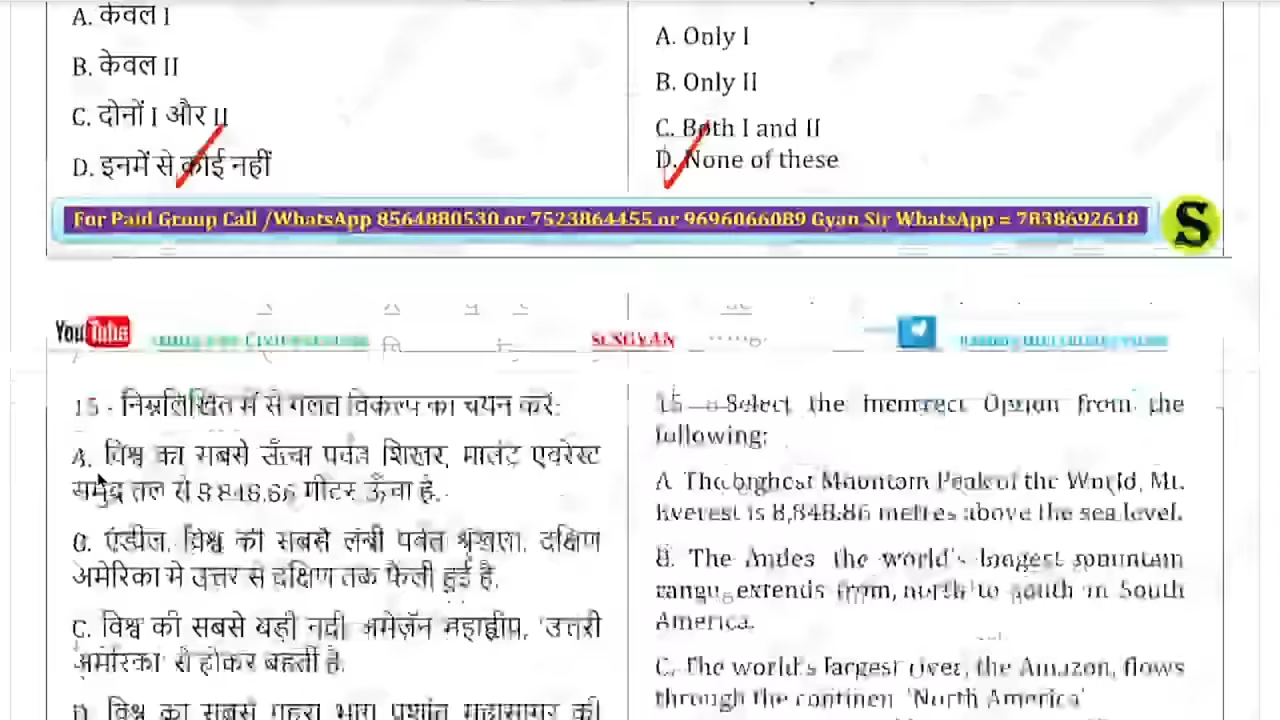 A. केवल I
B. केवल II
C. दोनों I और II
D. इनमें से कोई नहीं
A. Only I
B. Only II
C. Both I and II
D. None of these
For Paid Group Call /WhatsApp 8564880530 or 7523864455 or 9696066089 Gyan Sir WhatsApp = 7838692618
S
YouTube
SENGYAN
15 - निम्नलिखित में से गलत विकल्प का चयन करें:
A. विश्व का सबसे ऊँचा पर्वत शिखर, माउंट एवरेस्ट
समुद्र तल से 8,848.86 मीटर ऊँचा है.
एंडीज, विश्व की सबसे लंबी पर्वत श्रृंखला, दक्षिण
अमेरिका में उत्तर से दक्षिण तक फैली हुई है.
C. विश्व की सबसे बड़ी नदी अमेज़ॅन महाद्वीप, 'उत्तरी
अमेरिका' से होकर बहती है.
D. विश्व का सबसे गहरा भाग प्रशांत महासागर की
15 - Select the Incorrect Option from the
following:
A. The highest Mountain Peak of the World, Mt.
Everest is 8,848.86 metres above the sea level.
B. The Andes the world's longest mountain
range, extends from, north to south in South
America.
C. The world's largest river, the Amazon, flows
through the continent 'North America'